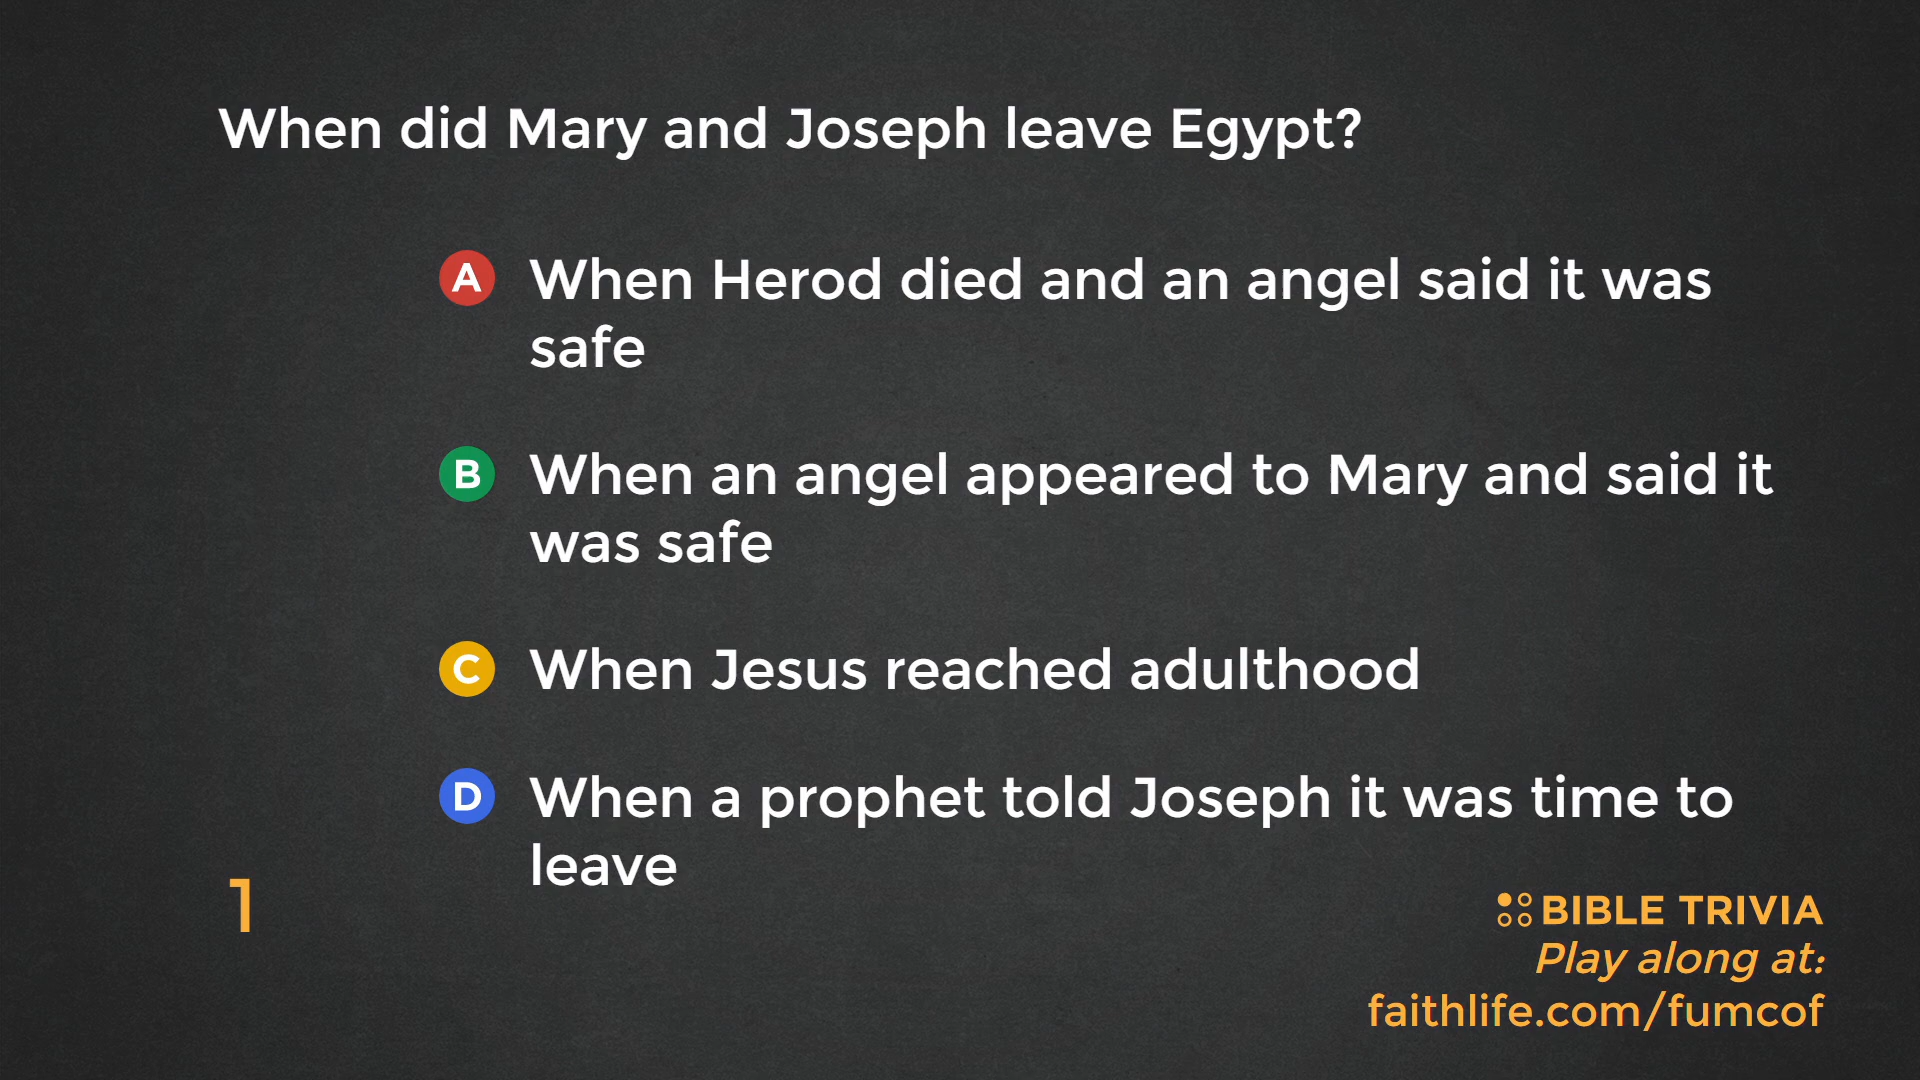 When did Mary and Joseph leave Egypt?
A When Herod died and an angel said it was
safe
B When an angel appeared to Mary and said it
was safe
C When Jesus reached adulthood
D When a prophet told Joseph it was time to
leave
1
BIBLE TRIVIA
Play along at:
faithlife.com/fumcof